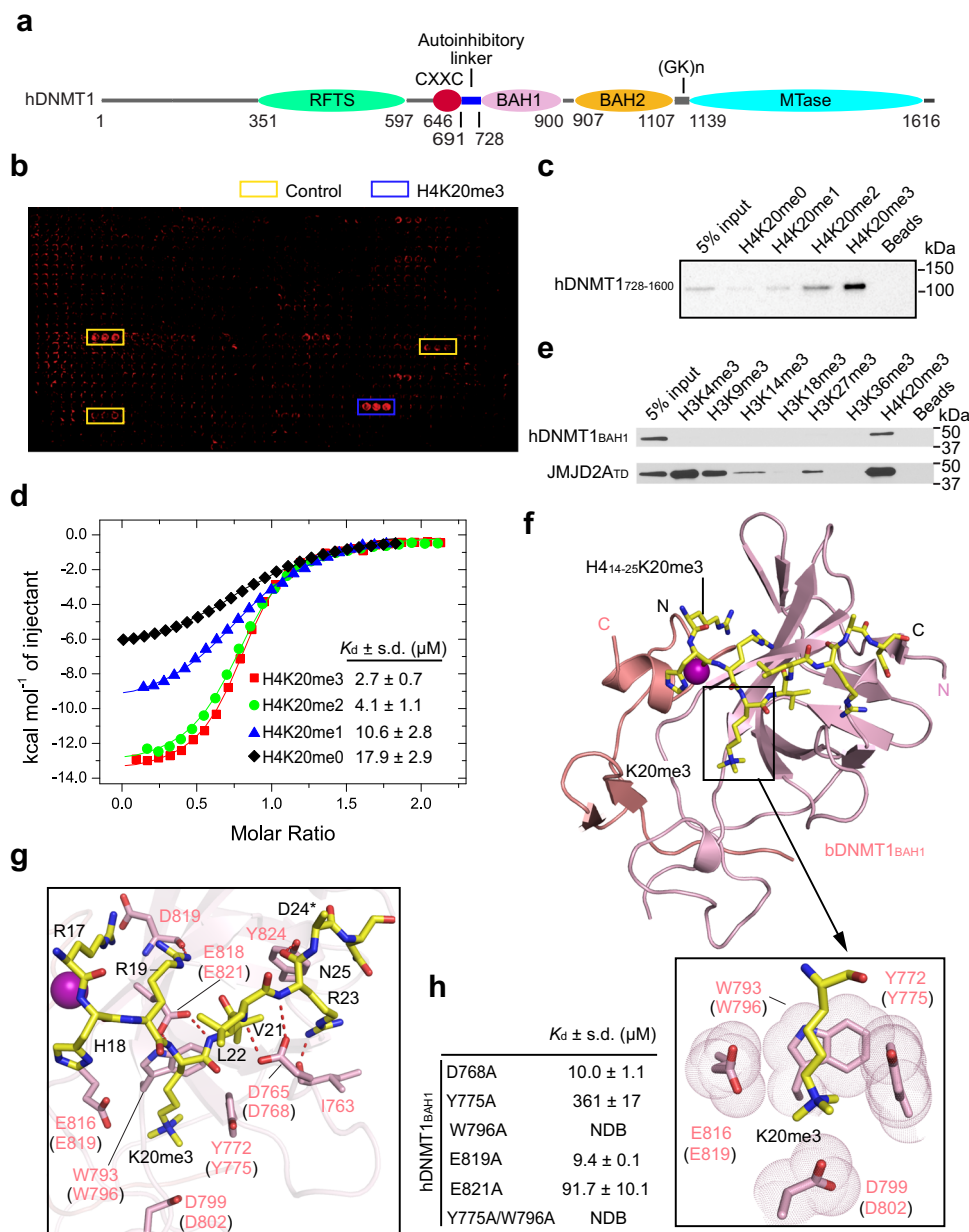 a
Autoinhibitory
linker
CXXC
(GK)n
hDNMT1
RFTS
BAH1
BAH2
MTase
1
351
597
646
691
728
900
907
1107
1139
1616
b
Control
H4K20me3
c
5% input
H4K20me0
H4K20me1
H4K20me2
H4K20me3
Beads
kDa
150
100
hDNMT1728-1600
e
5% input
H3K4me3
H3K9me3
H3K14me3
H3K18me3
H3K27me3
H3K36me3
H4K20me3
Beads
kDa
hDNMT1BAH1
50
37
JMJD2ATD
50
37
d
kcal mol-1 of injectant
0.0
-2.0
-4.0
-6.0
-8.0
-10.0
-12.0
-14.0
Kd ± s.d. (µM)
H4K20me3 2.7 ± 0.7
H4K20me2 4.1 ± 1.1
H4K20me1 10.6 ± 2.8
H4K20me0 17.9 ± 2.9
0.0 0.5 1.0 1.5 2.0
Molar Ratio
f
H414-25K20me3
N
C
C
N
K20me3
bDNMT1BAH1
W793
(W796)
Y772
(Y775)
E816
(E819)
K20me3
D799
(D802)
g
R17
D819
D24*
E818
(E821)
Y824
R19
N25
R23
H18
V21
L22
D765
(D768)
I763
E816
(E819)
K20me3
Y772
(Y775)
W793
(W796)
D799
(D802)
h
Kd ± s.d. (µM)
hDNMT1BAH1
D768A 10.0 ± 1.1
Y775A 361 ± 17
W796A NDB
E819A 9.4 ± 0.1
E821A 91.7 ± 10.1
Y775A/W796A NDB